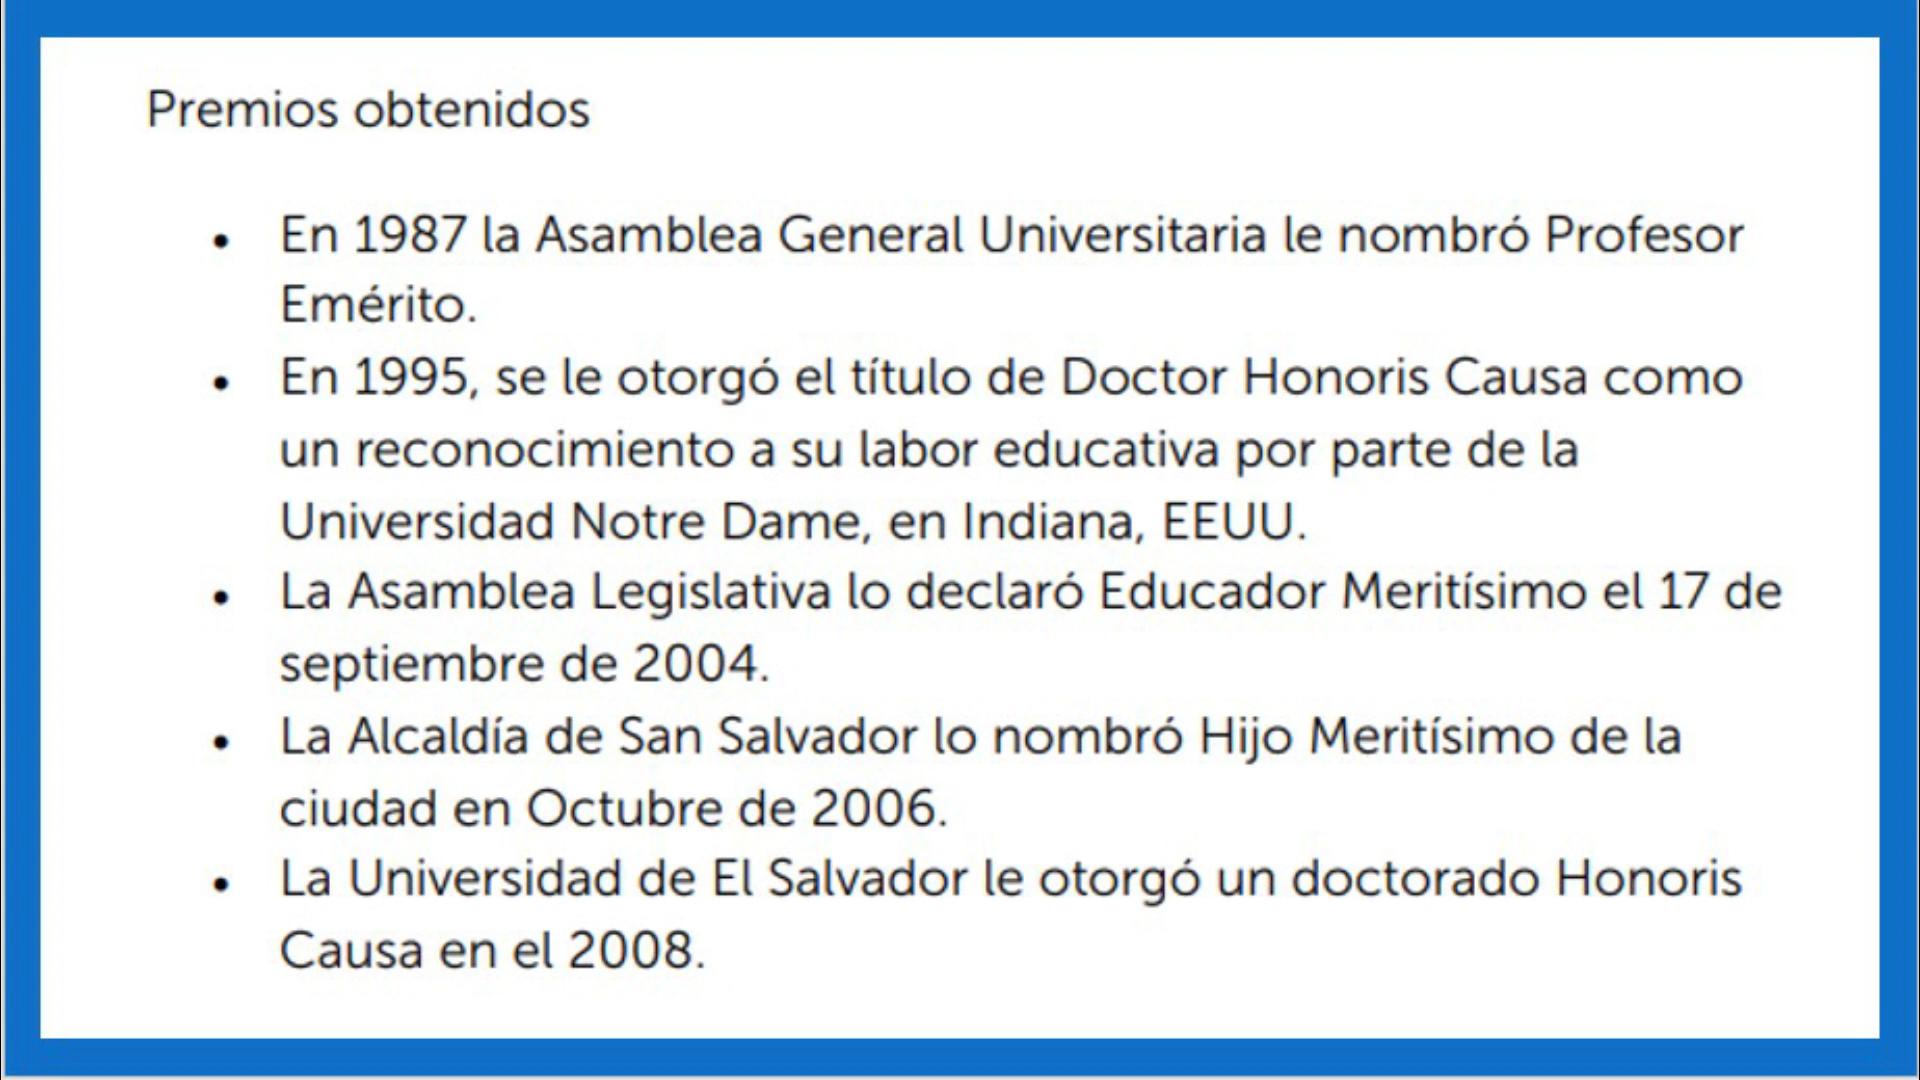 Premios obtenidos
• En 1987 la Asamblea General Universitaria le nombró Profesor
Emérito.
• En 1995, se le otorgó el título de Doctor Honoris Causa como
un reconocimiento a su labor educativa por parte de la
Universidad Notre Dame, en Indiana, EEUU.
• La Asamblea Legislativa lo declaró Educador Meritísimo el 17 de
septiembre de 2004.
• La Alcaldía de San Salvador lo nombró Hijo Meritísimo de la
ciudad en Octubre de 2006.
• La Universidad de El Salvador le otorgó un doctorado Honoris
Causa en el 2008.